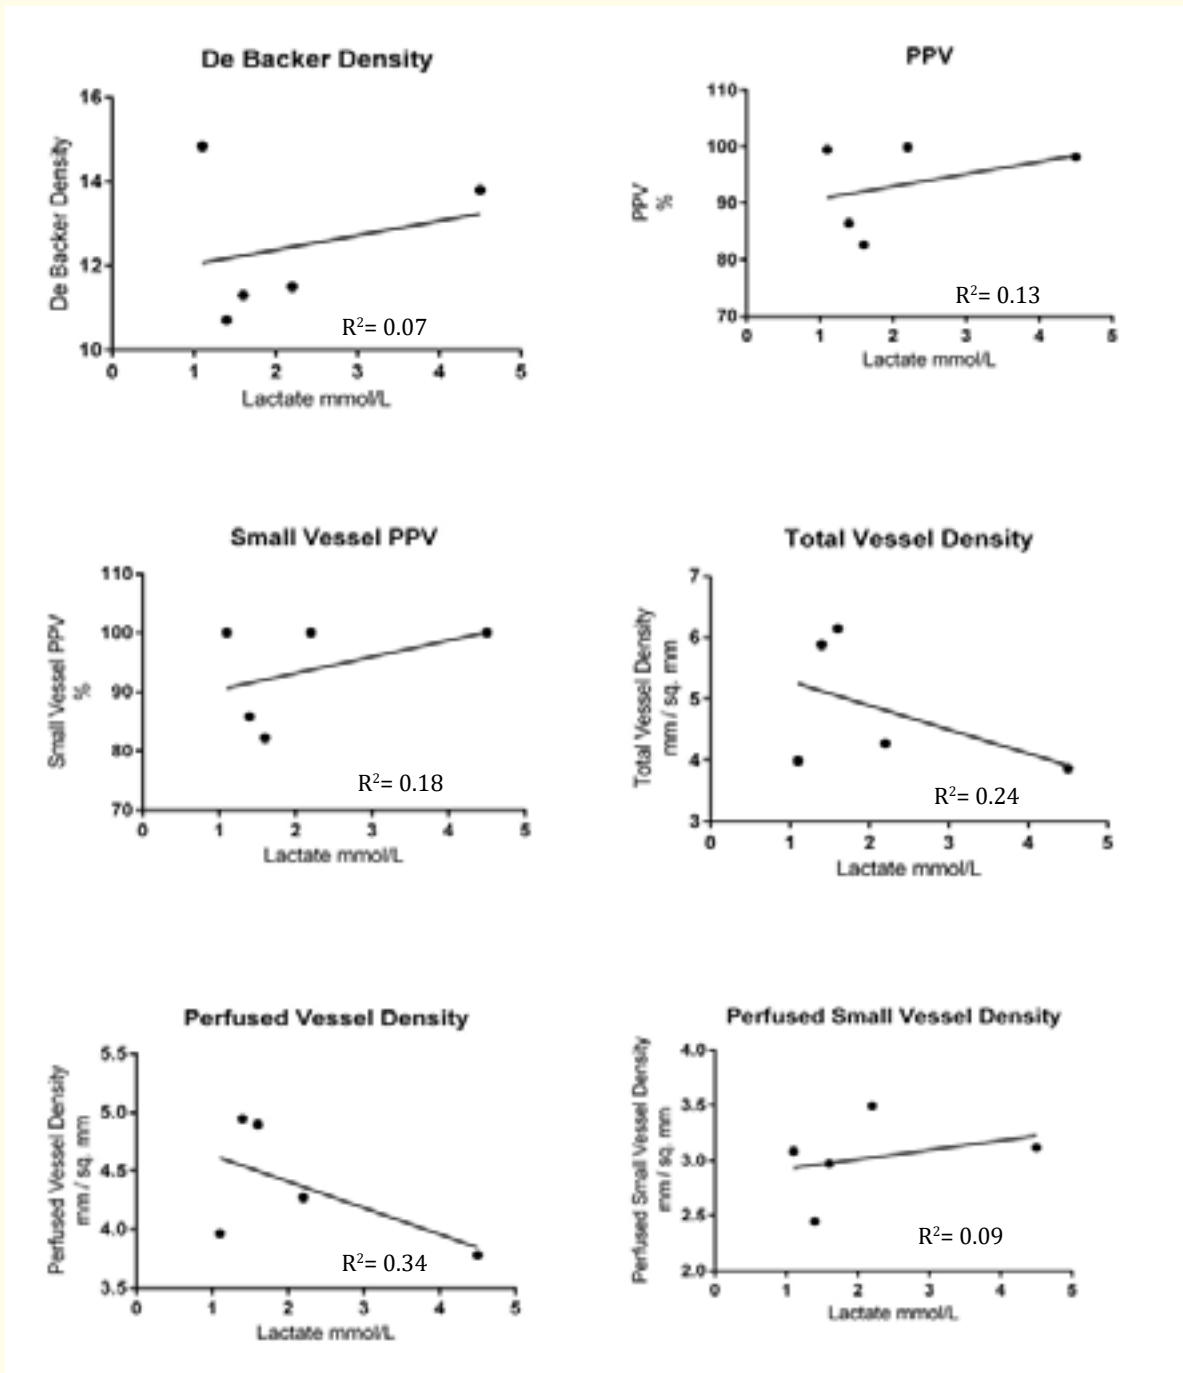 De Backer Density
De Backer Density
16
14
12
10
0 1 2 3 4 5
Lactate mmol/L
R²= 0.07
PPV
PPV
%
110
100
90
80
70
0 1 2 3 4 5
Lactate mmol/L
R²= 0.13
Small Vessel PPV
Small Vessel PPV
%
110
100
90
80
70
0 1 2 3 4 5
Lactate mmol/L
R²= 0.18
Total Vessel Density
Total Vessel Density
mm / sq. mm
7
6
5
4
3
0 1 2 3 4 5
Lactate mmol/L
R²= 0.24
Perfused Vessel Density
Perfused Vessel Density
mm / sq. mm
5.5
5.0
4.5
4.0
3.5
0 1 2 3 4 5
Lactate mmol/L
R²= 0.34
Perfused Small Vessel Density
Perfused Small Vessel Density
mm / sq. mm
4.0
3.5
3.0
2.5
2.0
0 1 2 3 4 5
Lactate mmol/L
R²= 0.09